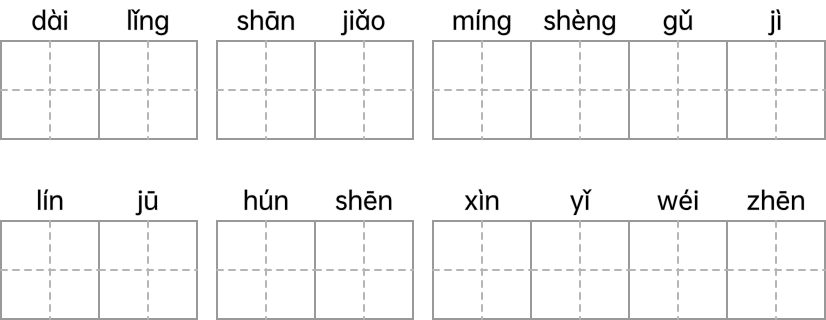 dài lǐng shān jiǎo míng shèng gǔ jì
lín jū hún shēn xìn yǐ wéi zhēn